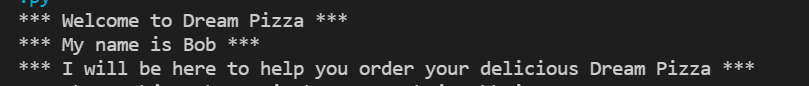 .py
*** Welcome to Dream Pizza ***
*** My name is Bob ***
*** I will be here to help you order your delicious Dream Pizza ***